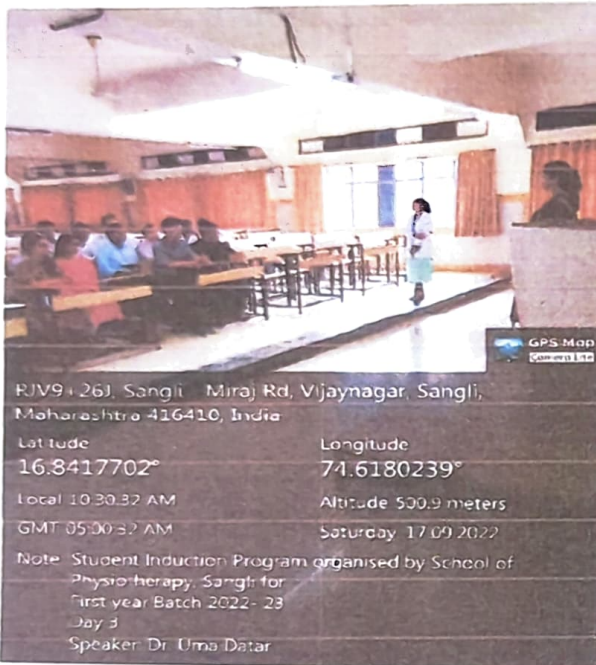 GPS Map
Camera Lite
RJV9+26J, Sangli - Miraj Rd, Vijaynagar, Sangli,
Maharashtra 416410, India
Latitude
16.8417702°
Longitude
74.6180239°
Local 10:30:32 AM
Altitude 500.9 meters
GMT 05:00:32 AM
Saturday 17.09.2022
Note Student Induction Program organised by School of
Physiotherapy, Sangli for
First year Batch 2022- 23
Day 3
Speaker: Dr. Uma Datar